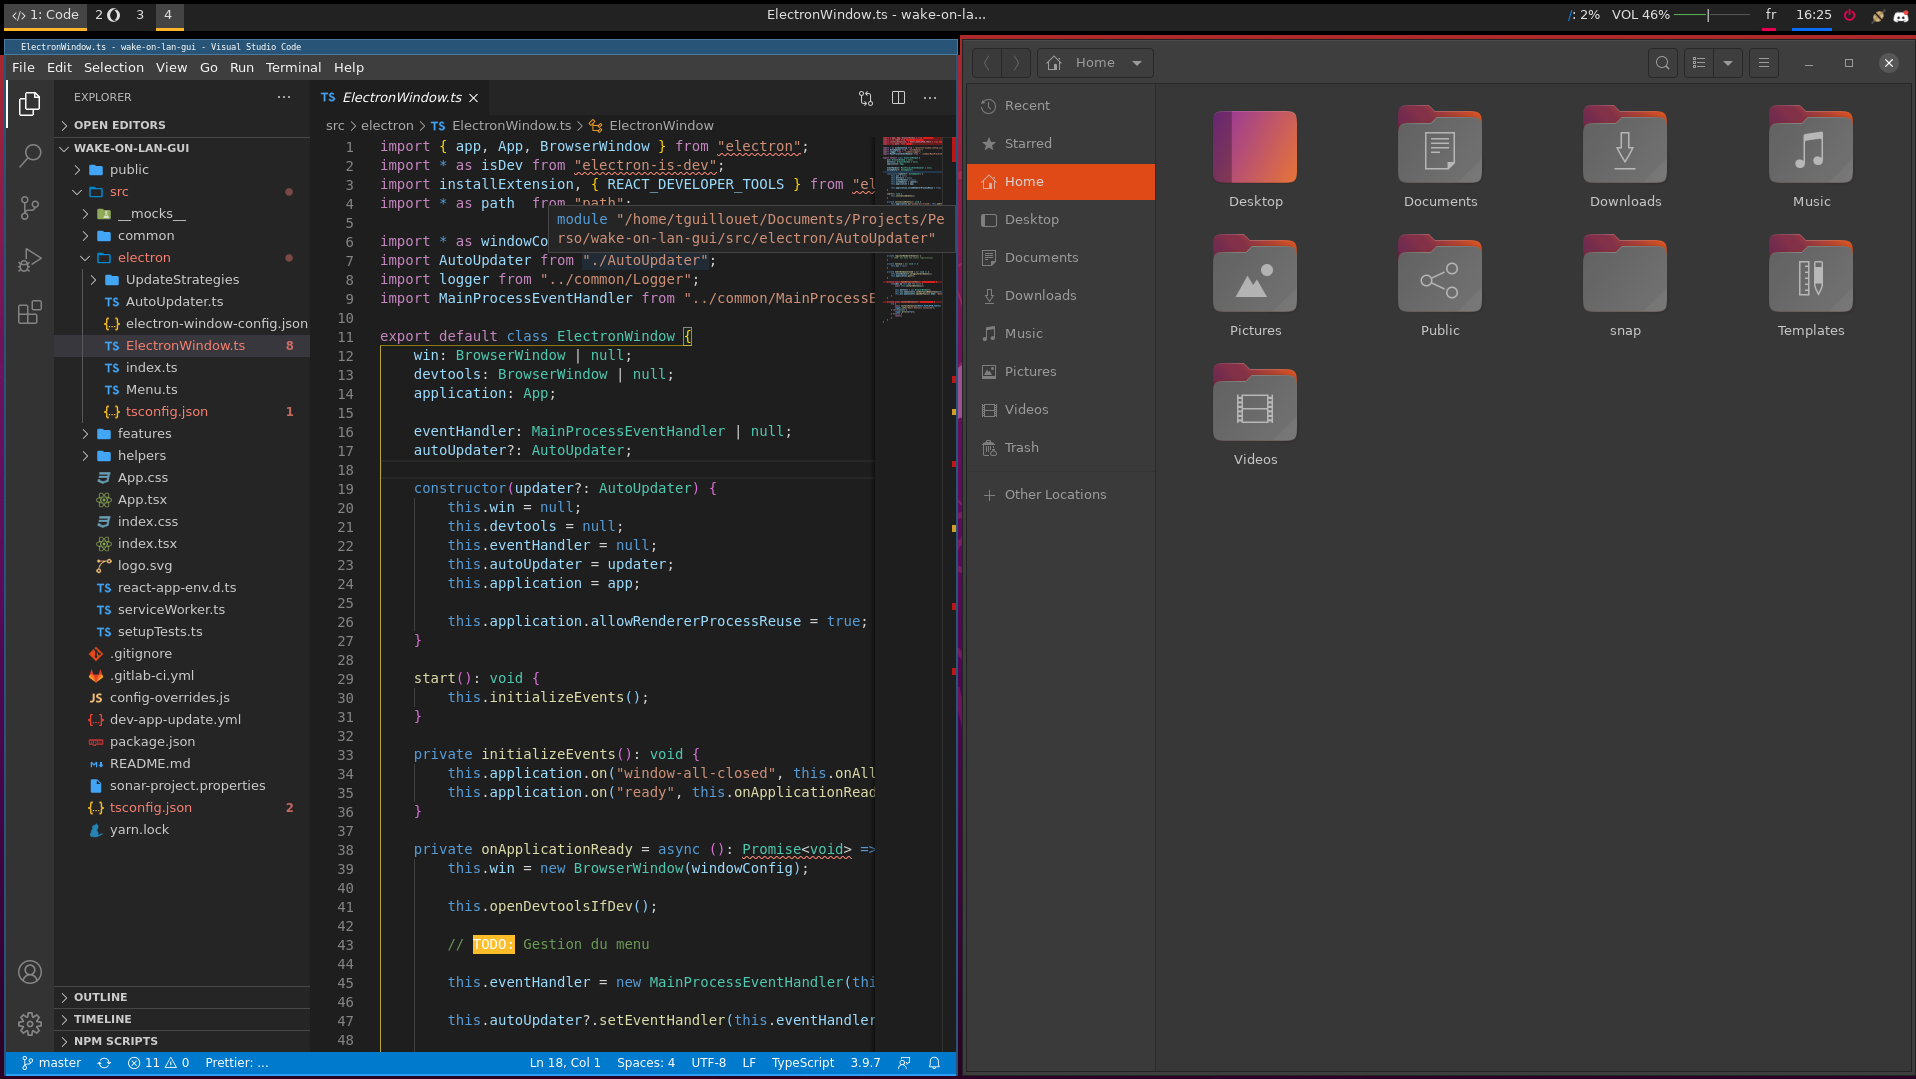 1: Code 2 3 4 ElectronWindow.ts - wake-on-la... /: 2% VOL 46% fr 16:25
ElectronWindow.ts - wake-on-lan-gui - Visual Studio Code
File Edit Selection View Go Run Terminal Help
EXPLORER ...
OPEN EDITORS
WAKE-ON-LAN-GUI
public
src
__mocks__
common
electron
UpdateStrategies
TS AutoUpdater.ts
{..} electron-window-config.json
TS ElectronWindow.ts 8
TS index.ts
TS Menu.ts
{..} tsconfig.json 1
features
helpers
App.css
App.tsx
index.css
index.tsx
logo.svg
TS react-app-env.d.ts
TS serviceWorker.ts
TS setupTests.ts
.gitignore
.gitlab-ci.yml
JS config-overrides.js
{..} dev-app-update.yml
package.json
README.md
sonar-project.properties
{..} tsconfig.json 2
yarn.lock
OUTLINE
TIMELINE
NPM SCRIPTS
TS ElectronWindow.ts ...
src > electron > TS ElectronWindow.ts > ElectronWindow
1 import { app, App, BrowserWindow } from "electron";
2 import * as isDev from "electron-is-dev";
3 import installExtension, { REACT_DEVELOPER_TOOLS } from "el
4 import * as path  from "path";
5
module "/home/tguillouet/Documents/Projects/Pe
rso/wake-on-lan-gui/src/electron/AutoUpdater"
6 import * as windowCo
7 import AutoUpdater from "./AutoUpdater";
8 import logger from "../common/Logger";
9 import MainProcessEventHandler from "../common/MainProcessE
10
11 export default class ElectronWindow {
12 win: BrowserWindow | null;
13 devtools: BrowserWindow | null;
14 application: App;
15
16 eventHandler: MainProcessEventHandler | null;
17 autoUpdater?: AutoUpdater;
18
19 constructor(updater?: AutoUpdater) {
20 this.win = null;
21 this.devtools = null;
22 this.eventHandler = null;
23 this.autoUpdater = updater;
24 this.application = app;
25
26 this.application.allowRendererProcessReuse = true;
27 }
28
29 start(): void {
30 this.initializeEvents();
31 }
32
33 private initializeEvents(): void {
34 this.application.on("window-all-closed", this.onAll
35 this.application.on("ready", this.onApplicationRead
36 }
37
38 private onApplicationReady = async (): Promise<void> =>
39 this.win = new BrowserWindow(windowConfig);
40
41 this.openDevtoolsIfDev();
42
43 // TODO: Gestion du menu
44
45 this.eventHandler = new MainProcessEventHandler(thi
46
47 this.autoUpdater?.setEventHandler(this.eventHandler
48
master 11 0 Prettier: ... Ln 18, Col 1 Spaces: 4 UTF-8 LF TypeScript 3.9.7
Home
Recent
Starred
Home
Desktop
Documents
Downloads
Music
Pictures
Videos
Trash
Other Locations
Desktop Documents Downloads Music
Pictures Public snap Templates
Videos